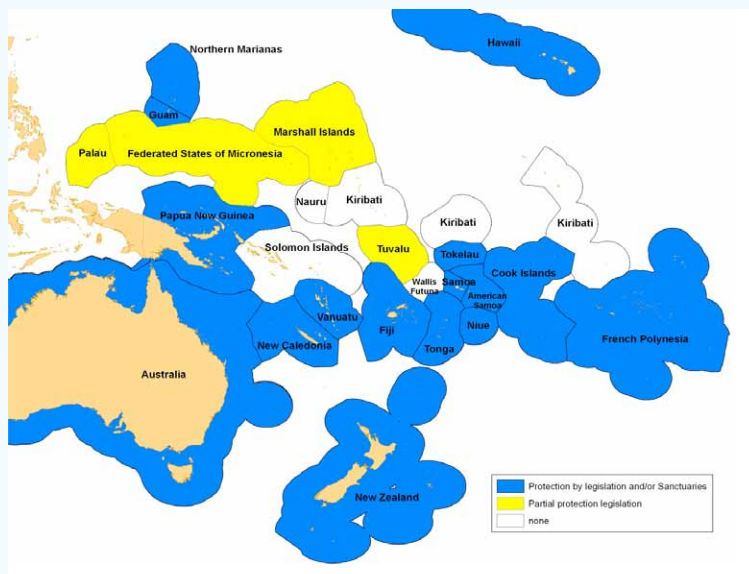 Hawaii
Northern Marianas
Guam
Marshall Islands
Palau
Federated States of Micronesia
Nauru
Kiribati
Papua New Guinea
Kiribati
Kiribati
Solomon Islands
Tuvalu
Tokelau
Cook Islands
Wallis
Futuna
Samoa
American
Samoa
Vanuatu
Fiji
Niue
French Polynesia
New Caledonia
Tonga
Australia
New Zealand
Protection by legislation and/or Sanctuaries
Partial protection legislation
none